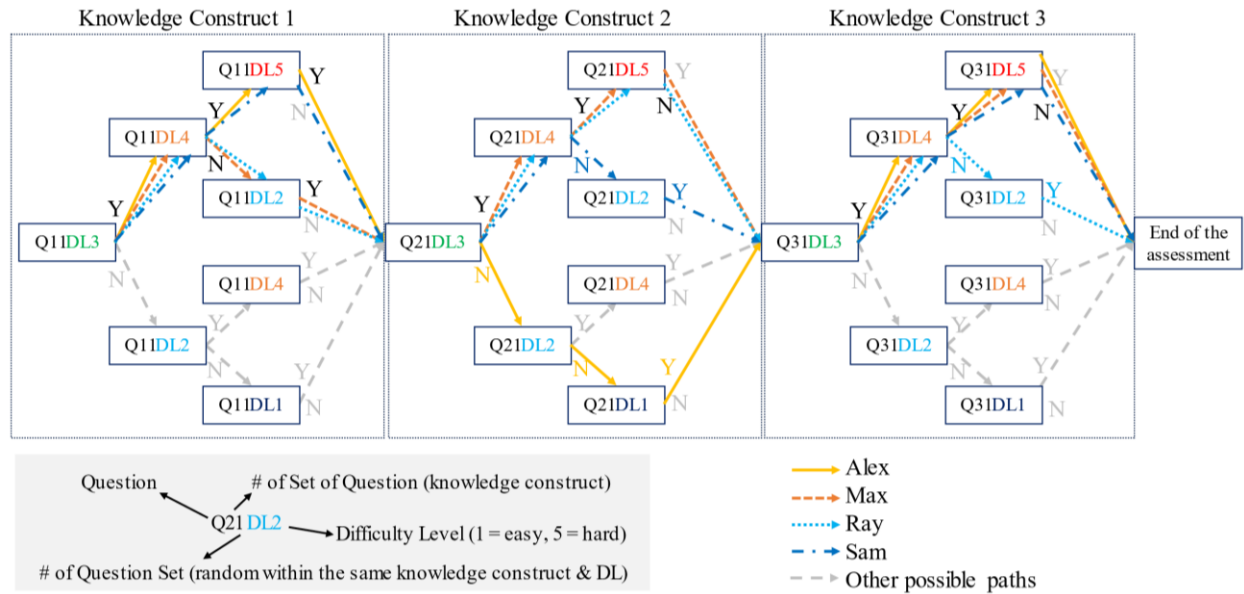 Knowledge Construct 1
Knowledge Construct 2
Knowledge Construct 3
Q11DL5
Y
N
Y
Q11DL4
N
Q11DL2
Y
N
Y
Q11DL3
N
Q11DL4
Y
N
Q11DL2
Y
N
Q11DL1
Y
N
Q21DL5
Y
N
Y
Q21DL4
N
Q21DL2
Y
N
Y
Q21DL3
N
Q21DL4
Y
N
Q21DL2
Y
N
Q21DL1
Y
N
Q31DL5
Y
N
Y
Q31DL4
N
Q31DL2
Y
N
Y
Q31DL3
N
Q31DL4
Y
N
Q31DL2
Y
N
Q31DL1
Y
N
End of the
assessment
Question
# of Set of Question (knowledge construct)
Q21 DL2
Difficulty Level (1 = easy, 5 = hard)
# of Question Set (random within the same knowledge construct & DL)
Alex
Max
Ray
Sam
Other possible paths